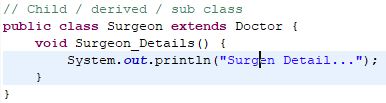 // Child / derived / sub class
public class Surgeon extends Doctor {
    void Surgeon_Details() {
        System.out.println("Surgen Detail...");
    }
}